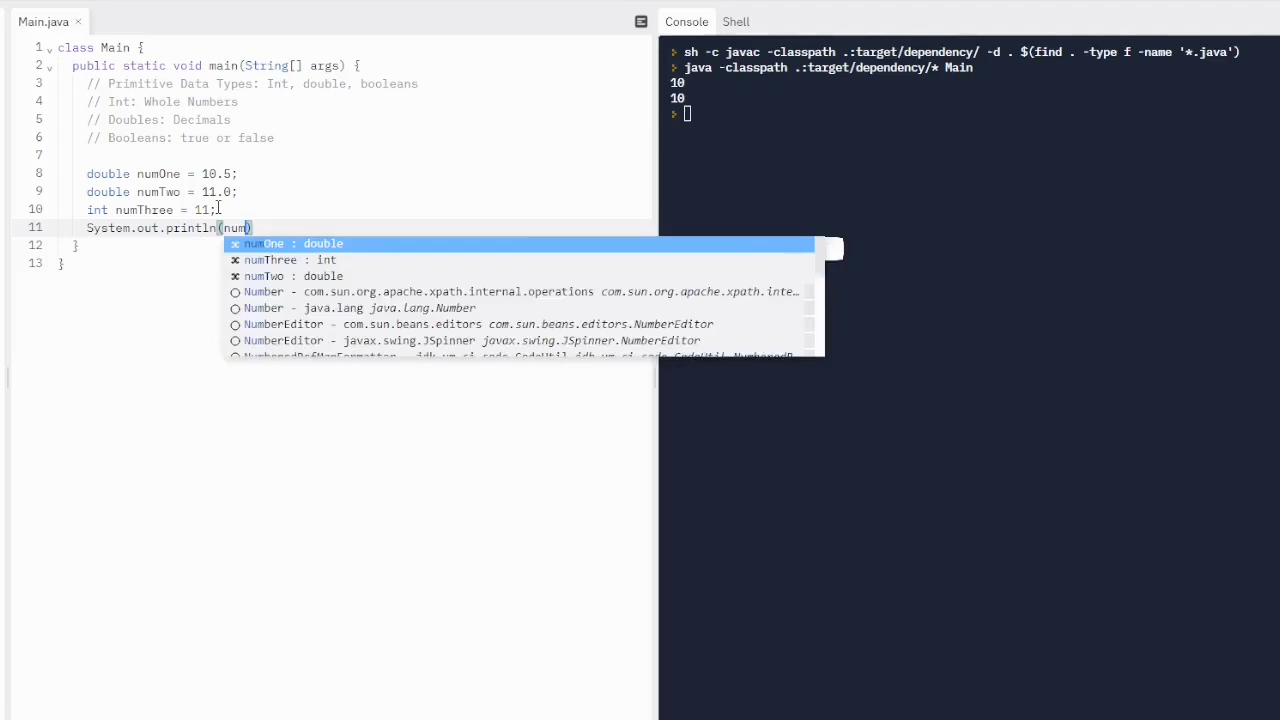 Main.java ×
Console Shell
1 class Main {
2 public static void main(String[] args) {
3 // Primitive Data Types: Int, double, booleans
4 // Int: Whole Numbers
5 // Doubles: Decimals
6 // Booleans: true or false
7
8 double numOne = 10.5;
9 double numTwo = 11.0;
10 int numThree = 11;
11 System.out.println(num)
12 }
13 }
numOne : double
numThree : int
numTwo : double
Number - com.sun.org.apache.xpath.internal.operations com.sun.org.apache.xpath.inte…
Number - java.lang java.lang.Number
NumberEditor - com.sun.beans.editors com.sun.beans.editors.NumberEditor
NumberEditor - javax.swing.JSpinner javax.swing.JSpinner.NumberEditor
sh -c javac -classpath .:target/dependency/ -d . $(find . -type f -name '*.java')
java -classpath .:target/dependency/* Main
10
10